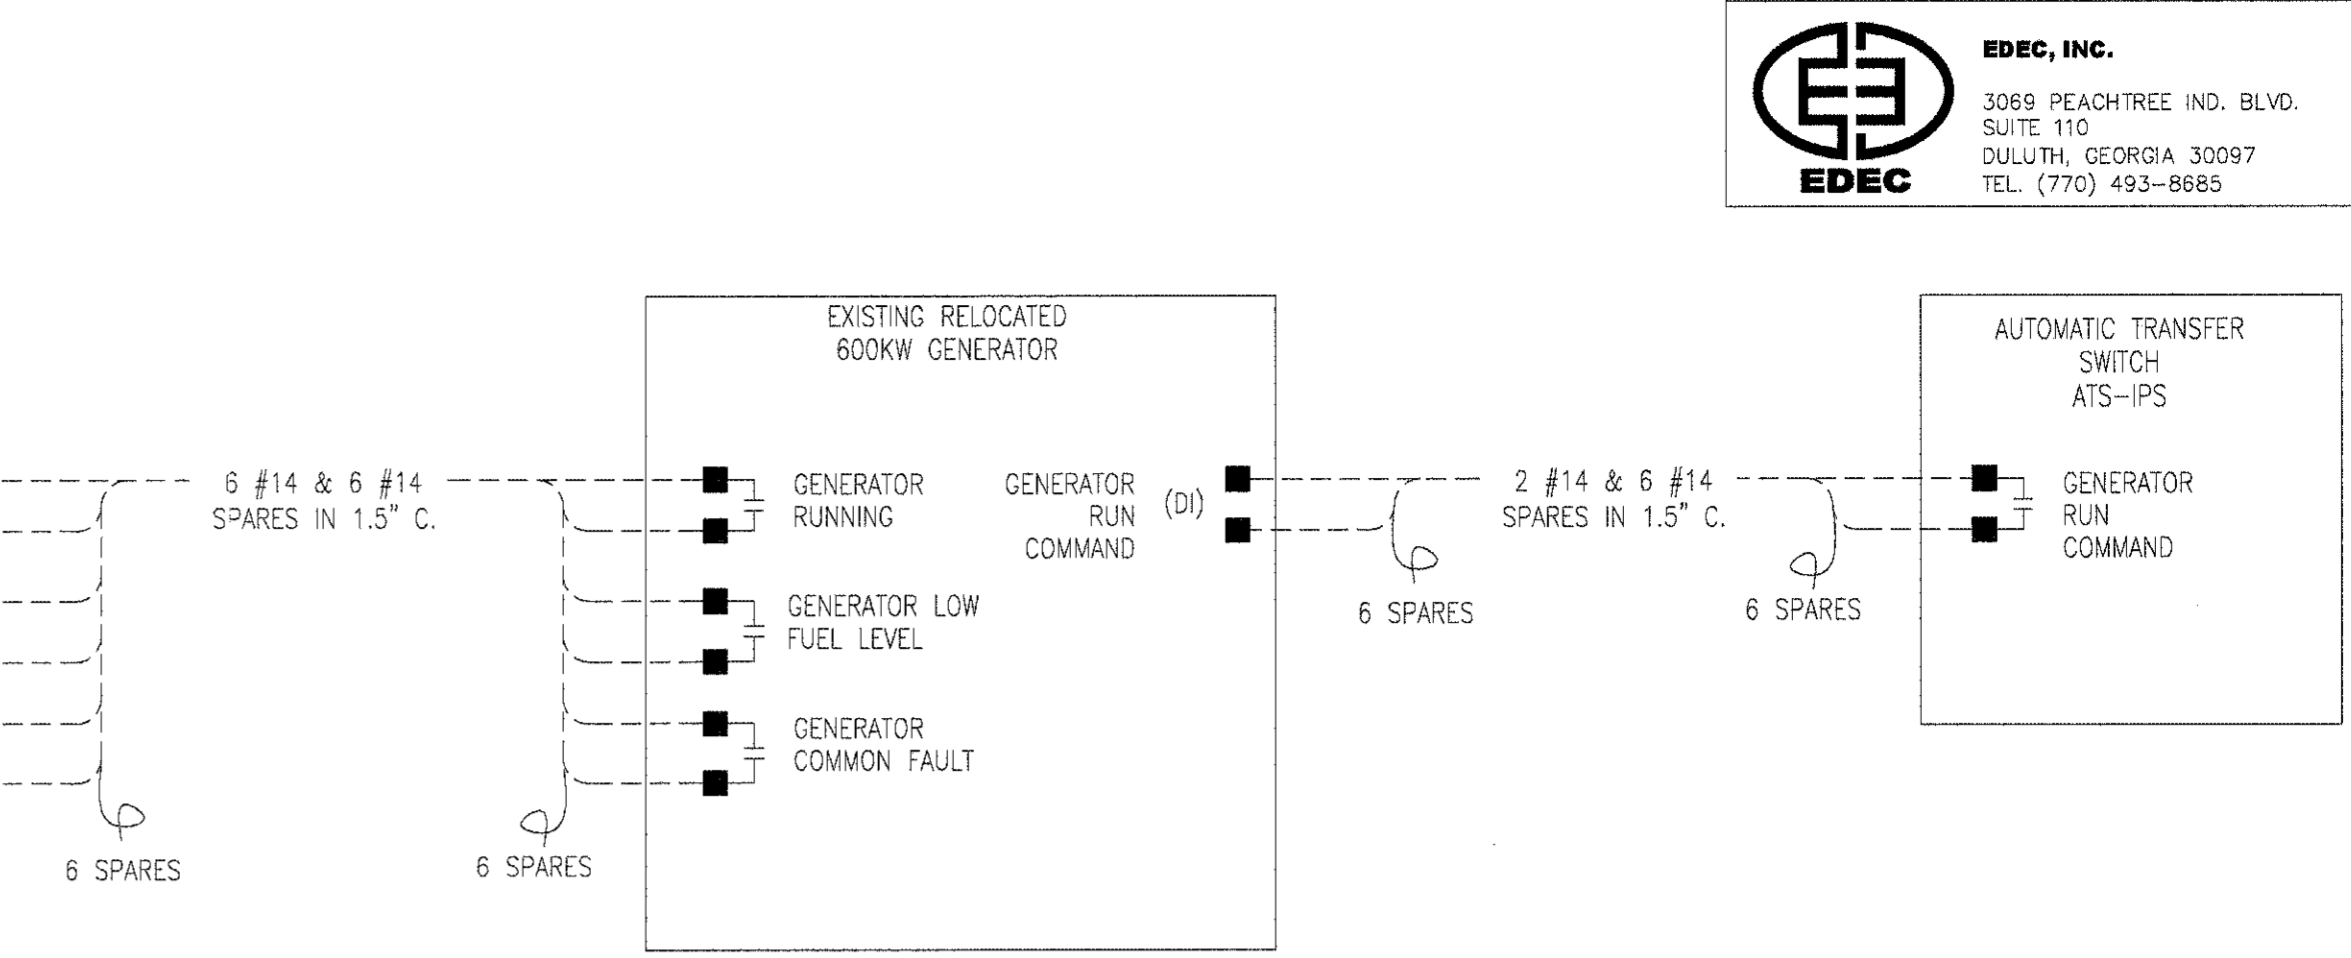 EDEC
EDEC, INC.
3069 PEACHTREE IND. BLVD.
SUITE 110
DULUTH, GEORGIA 30097
TEL. (770) 493-8685
EXISTING RELOCATED
600KW GENERATOR
AUTOMATIC TRANSFER
SWITCH
ATS-IPS
6 #14 & 6 #14
SPARES IN 1.5" C.
GENERATOR
RUNNING
GENERATOR
RUN
COMMAND
(DI)
2 #14 & 6 #14
SPARES IN 1.5" C.
GENERATOR
RUN
COMMAND
GENERATOR LOW
FUEL LEVEL
6 SPARES
6 SPARES
GENERATOR
COMMON FAULT
6 SPARES
6 SPARES